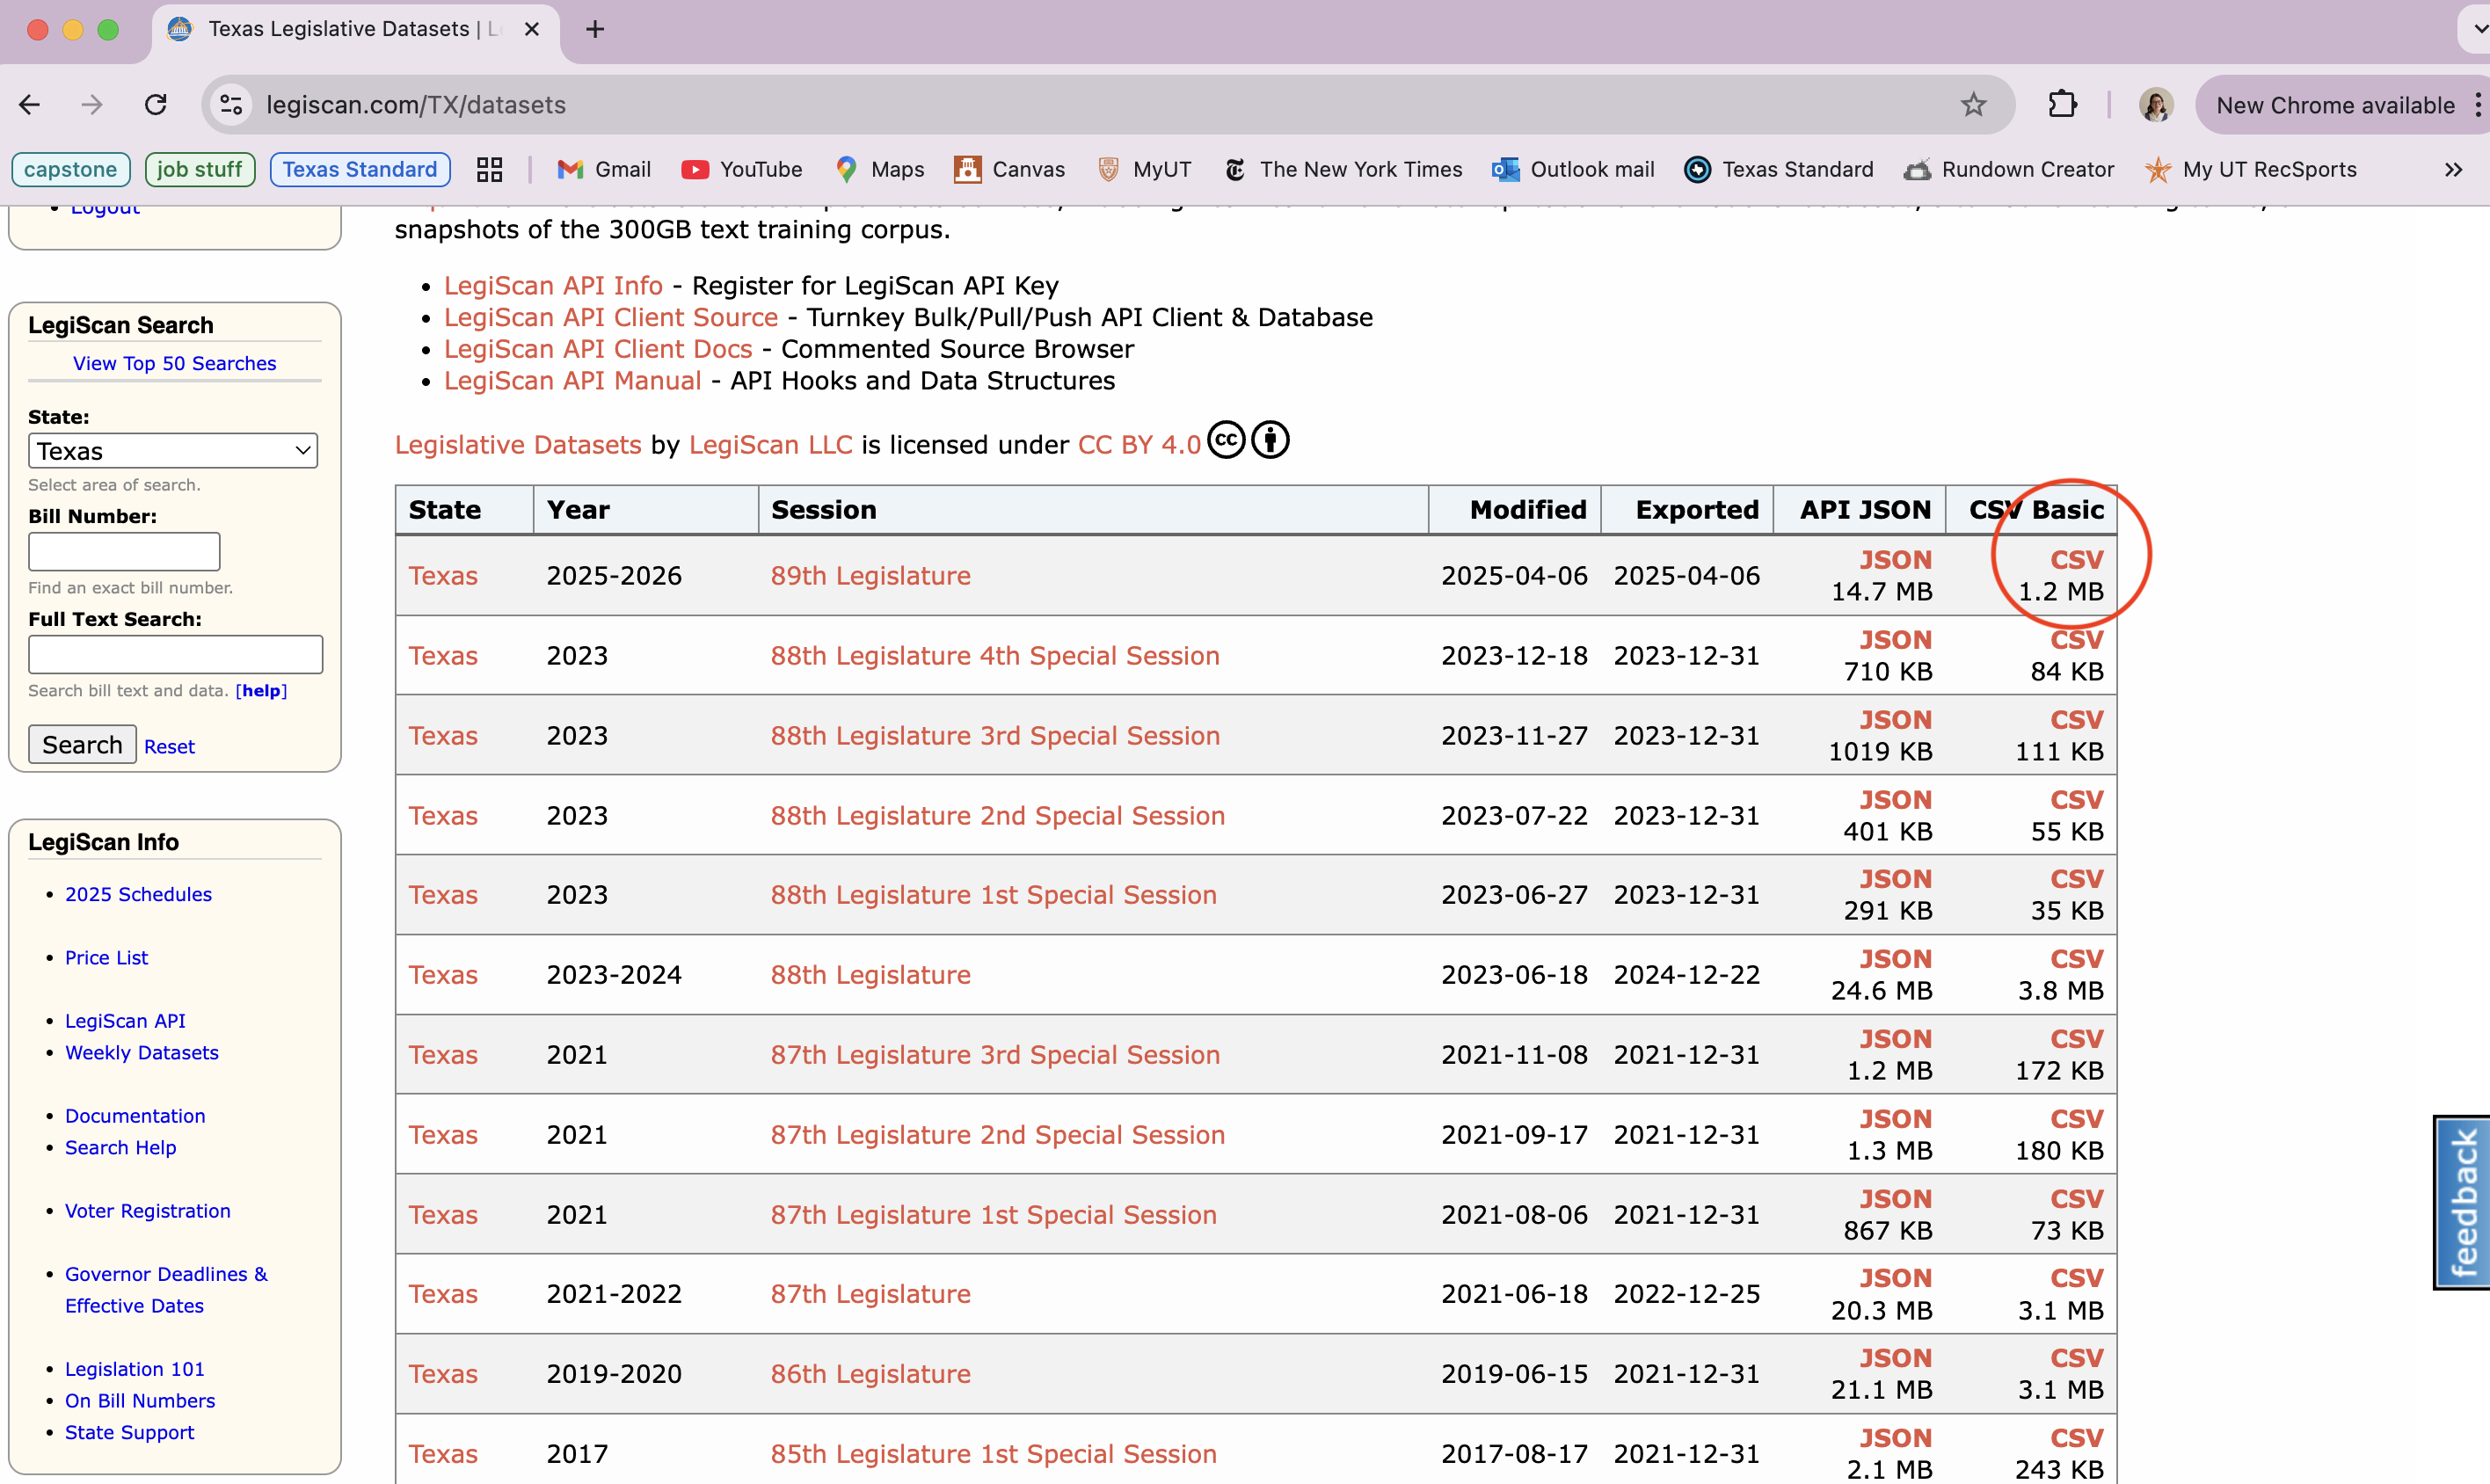 Texas Legislative Datasets |
legiscan.com/TX/datasets
New Chrome available
capstone
job stuff
Texas Standard
Gmail
YouTube
Maps
Canvas
MyUT
The New York Times
Outlook mail
Texas Standard
Rundown Creator
My UT RecSports
Logout
LegiScan Search
View Top 50 Searches
State:
Texas
Select area of search.
Bill Number:
Find an exact bill number.
Full Text Search:
Search bill text and data. [help]
Search Reset
LegiScan Info
2025 Schedules
Price List
LegiScan API
Weekly Datasets
Documentation
Search Help
Voter Registration
Governor Deadlines &
Effective Dates
Legislation 101
On Bill Numbers
State Support
snapshots of the 300GB text training corpus.
LegiScan API Info - Register for LegiScan API Key
LegiScan API Client Source - Turnkey Bulk/Pull/Push API Client & Database
LegiScan API Client Docs - Commented Source Browser
LegiScan API Manual - API Hooks and Data Structures
Legislative Datasets by LegiScan LLC is licensed under CC BY 4.0 cc
State Year Session Modified Exported API JSON CSV Basic
Texas 2025-2026 89th Legislature 2025-04-06 2025-04-06 JSON CSV
14.7 MB 1.2 MB
Texas 2023 88th Legislature 4th Special Session 2023-12-18 2023-12-31 JSON CSV
710 KB 84 KB
Texas 2023 88th Legislature 3rd Special Session 2023-11-27 2023-12-31 JSON CSV
1019 KB 111 KB
Texas 2023 88th Legislature 2nd Special Session 2023-07-22 2023-12-31 JSON CSV
401 KB 55 KB
Texas 2023 88th Legislature 1st Special Session 2023-06-27 2023-12-31 JSON CSV
291 KB 35 KB
Texas 2023-2024 88th Legislature 2023-06-18 2024-12-22 JSON CSV
24.6 MB 3.8 MB
Texas 2021 87th Legislature 3rd Special Session 2021-11-08 2021-12-31 JSON CSV
1.2 MB 172 KB
Texas 2021 87th Legislature 2nd Special Session 2021-09-17 2021-12-31 JSON CSV
1.3 MB 180 KB
Texas 2021 87th Legislature 1st Special Session 2021-08-06 2021-12-31 JSON CSV
867 KB 73 KB
Texas 2021-2022 87th Legislature 2021-06-18 2022-12-25 JSON CSV
20.3 MB 3.1 MB
Texas 2019-2020 86th Legislature 2019-06-15 2021-12-31 JSON CSV
21.1 MB 3.1 MB
Texas 2017 85th Legislature 1st Special Session 2017-08-17 2021-12-31 JSON CSV
2.1 MB 243 KB
feedback